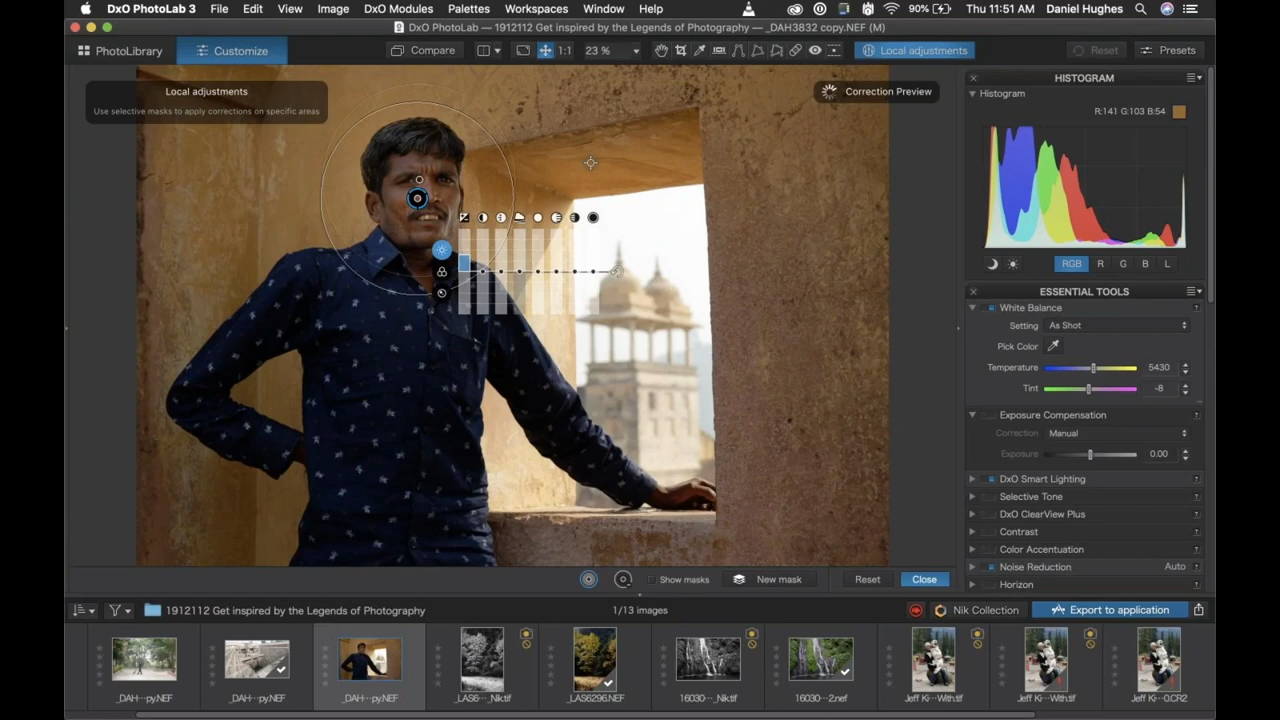 DxO PhotoLab 3 File Edit View Image DxO Modules Palettes Workspaces Window Help 90% Thu 11:51 AM Daniel Hughes
DxO PhotoLab — 1912112 Get inspired by the Legends of Photography — _DAH3832 copy.NEF (M)
PhotoLibrary Customize Compare 1:1 23 % Local adjustments Reset Presets
Local adjustments
Use selective masks to apply corrections on specific areas
Correction Preview
HISTOGRAM
Histogram
R:141 G:103 B:54
RGB R G B L
ESSENTIAL TOOLS
White Balance ?
Setting As Shot
Pick Color
Temperature 5430
Tint -8
Exposure Compensation ?
Correction Manual
Exposure 0.00
DxO Smart Lighting ?
Selective Tone ?
DxO ClearView Plus ?
Contrast ?
Color Accentuation ?
Noise Reduction Auto ?
Horizon ?
Show masks New mask Reset Close
1912112 Get inspired by the Legends of Photography 1/13 images Nik Collection Export to application
_DAH···py.NEF _DAH···py.NEF _DAH···py.NEF _LAS6···_Nik.tif _LAS6296.NEF 16030···_Nik.tif 16030···2.nef Jeff Ki···With.tif Jeff Ki···With.tif Jeff Ki···0.CR2